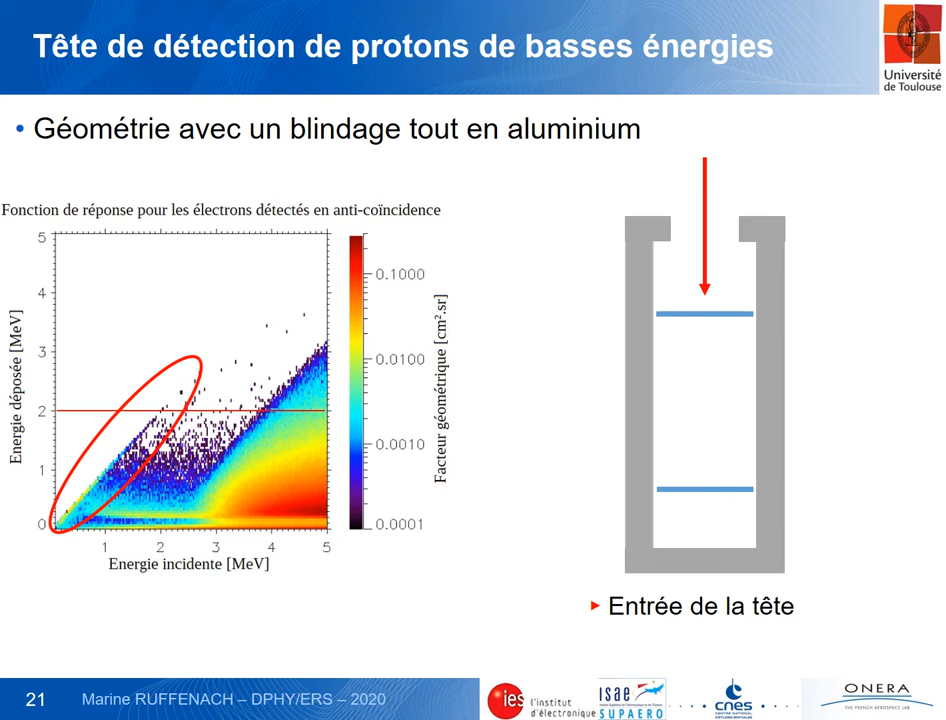 Tête de détection de protons de basses énergies
Université
de Toulouse
• Géométrie avec un blindage tout en aluminium
Fonction de réponse pour les électrons détectés en anti-coïncidence
Energie déposée [MeV]
5
4
3
2
1
0
1 2 3 4 5
Energie incidente [MeV]
0.1000
0.0100
0.0010
0.0001
Facteur géométrique [cm².sr]
Entrée de la tête
21
Marine RUFFENACH – DPHY/ERS – 2020
ies
l'institut
d'électronique
isae
SUPAERO
cnes
ONERA
THE FRENCH AEROSPACE LAB